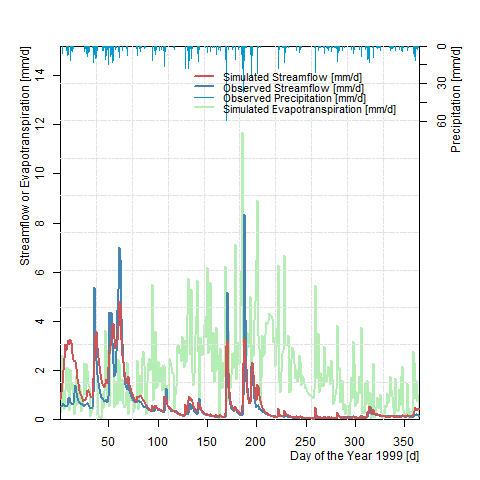 Streamflow or Evapotranspiration [mm/d]
14
12
10
8
6
4
2
0
Simulated Streamflow [mm/d]
Observed Streamflow [mm/d]
Observed Precipitation [mm/d]
Simulated Evapotranspiration [mm/d]
0
30
60
Precipitation [mm/d]
50 100 150 200 250 300 350
Day of the Year 1999 [d]